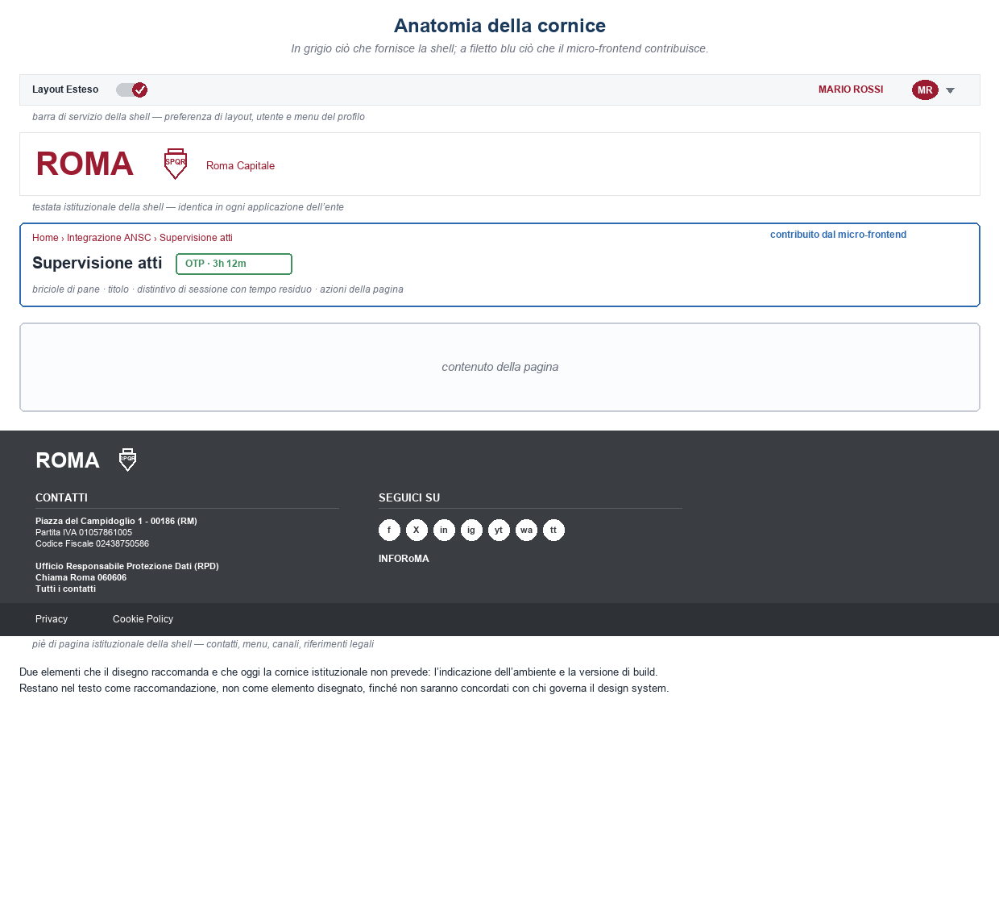 Anatomia della cornice
In grigio ciò che fornisce la shell; a filetto blu ciò che il micro-frontend contribuisce.
Layout Esteso
MARIO ROSSI
MR
barra di servizio della shell — preferenza di layout, utente e menu del profilo
ROMA
SPQR
Roma Capitale
testata istituzionale della shell — identica in ogni applicazione dell'ente
Home › Integrazione ANSC › Supervisione atti
contribuito dal micro-frontend
Supervisione atti
OTP · 3h 12m
briciole di pane · titolo · distintivo di sessione con tempo residuo · azioni della pagina
contenuto della pagina
ROMA
SPQR
CONTATTI
Piazza del Campidoglio 1 - 00186 (RM)
Partita IVA 01057861005
Codice Fiscale 02438750586
Ufficio Responsabile Protezione Dati (RPD)
Chiama Roma 060606
Tutti i contatti
SEGUICI SU
f X in ig yt wa tt
INFORoMA
Privacy
Cookie Policy
piè di pagina istituzionale della shell — contatti, menu, canali, riferimenti legali
Due elementi che il disegno raccomanda e che oggi la cornice istituzionale non prevede: l'indicazione dell'ambiente e la versione di build.
Restano nel testo come raccomandazione, non come elemento disegnato, finché non saranno concordati con chi governa il design system.